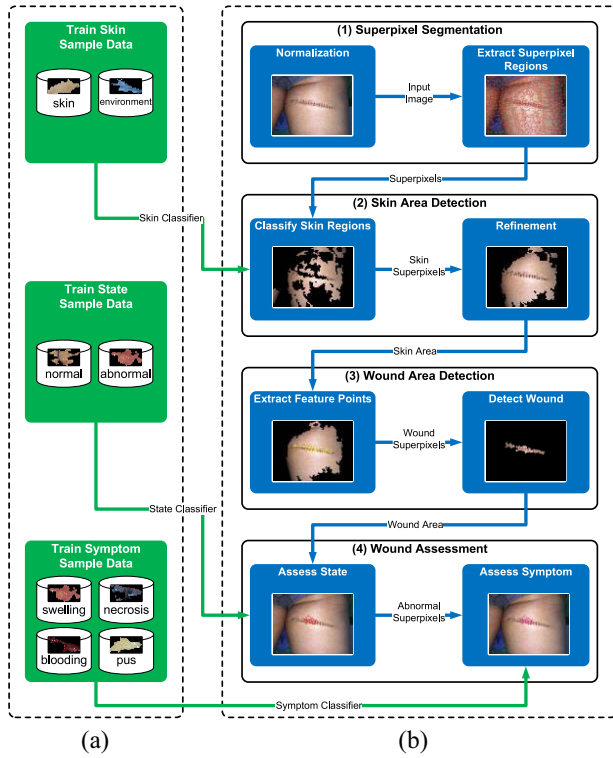 Train Skin
Sample Data
skin
environment
Skin Classifier
Train State
Sample Data
normal
abnormal
State Classifier
Train Symptom
Sample Data
swelling
necrosis
blooding
pus
Symptom Classifier
(a)
(1) Superpixel Segmentation
Normalization
Input
Image
Extract Superpixel
Regions
Superpixels
(2) Skin Area Detection
Classify Skin Regions
Skin
Superpixels
Refinement
Skin Area
(3) Wound Area Detection
Extract Feature Points
Wound
Superpixels
Detect Wound
Wound Area
(4) Wound Assessment
Assess State
Abnormal
Superpixels
Assess Symptom
(b)